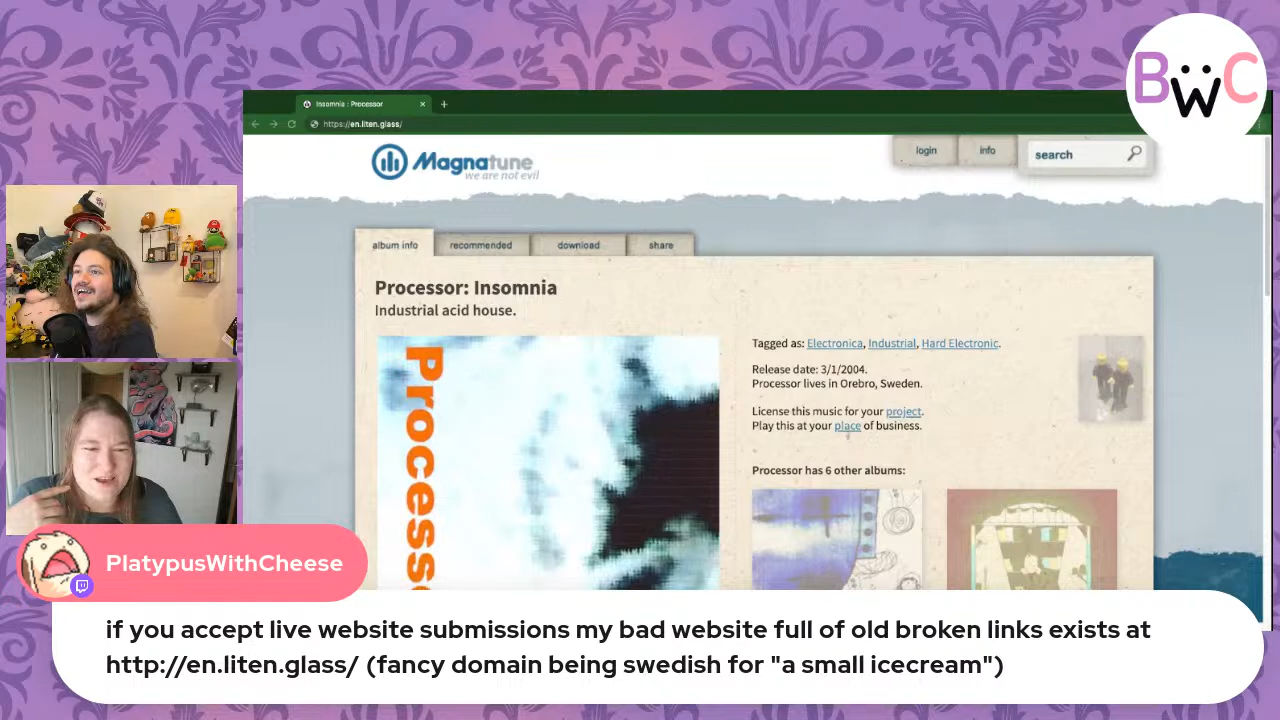 BWC
Insomnia : Processor
https://en.liten.glass/
Magnatune
we are not evil
login
info
search
album info
recommended
download
share
Processor: Insomnia
Industrial acid house.
Process
Tagged as: Electronica, Industrial, Hard Electronic.
Release date: 3/1/2004.
Processor lives in Orebro, Sweden.
License this music for your project.
Play this at your place of business.
Processor has 6 other albums:
PlatypusWithCheese
if you accept live website submissions my bad website full of old broken links exists at
http://en.liten.glass/ (fancy domain being swedish for "a small icecream")